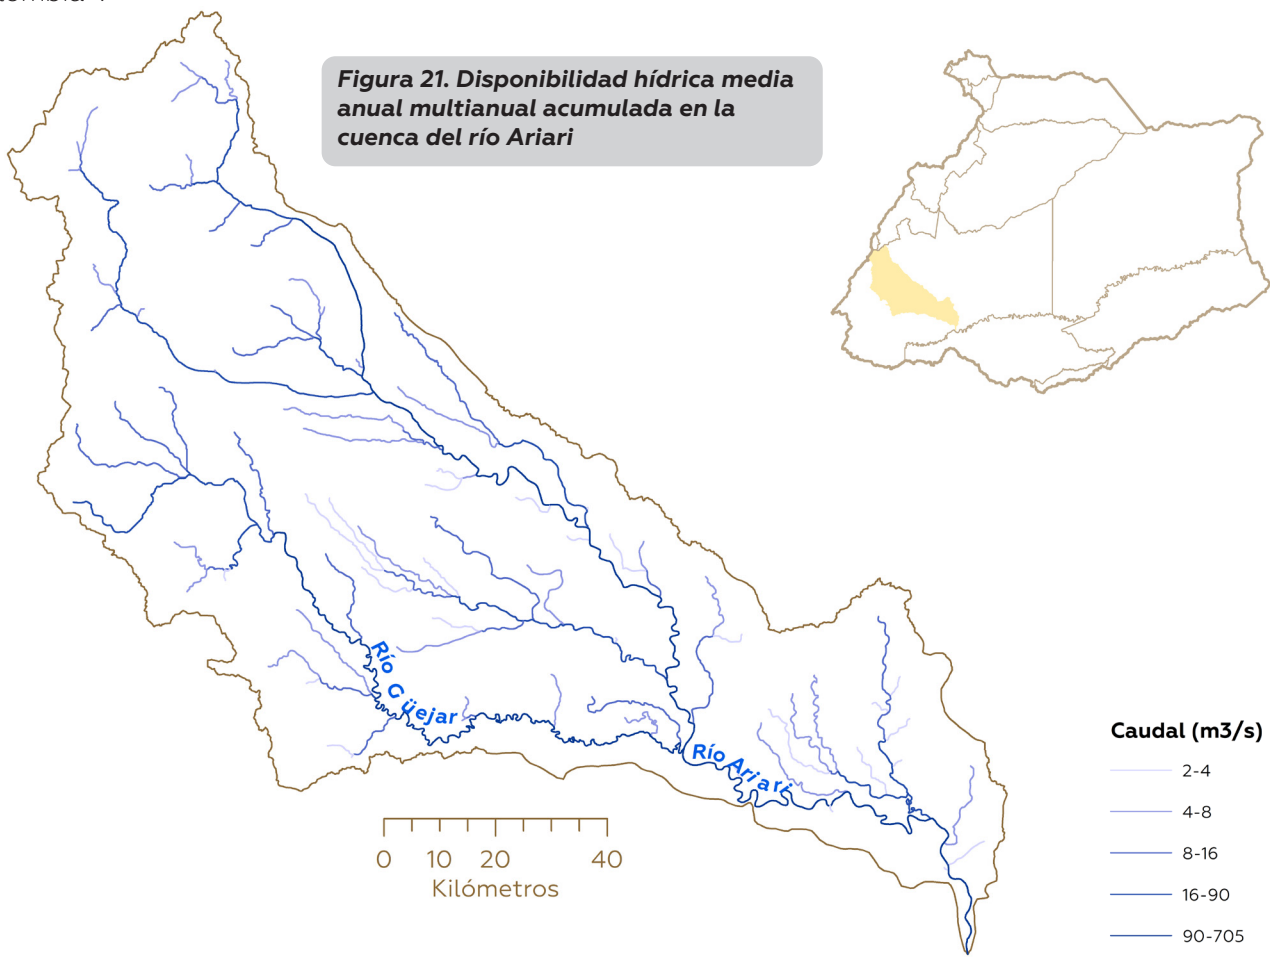 Figura 21. Disponibilidad hídrica media
anual multianual acumulada en la
cuenca del río Ariari
Río Güejar
Río Ariari
0 10 20 40
Kilómetros
Caudal (m3/s)
2-4
4-8
8-16
16-90
90-705